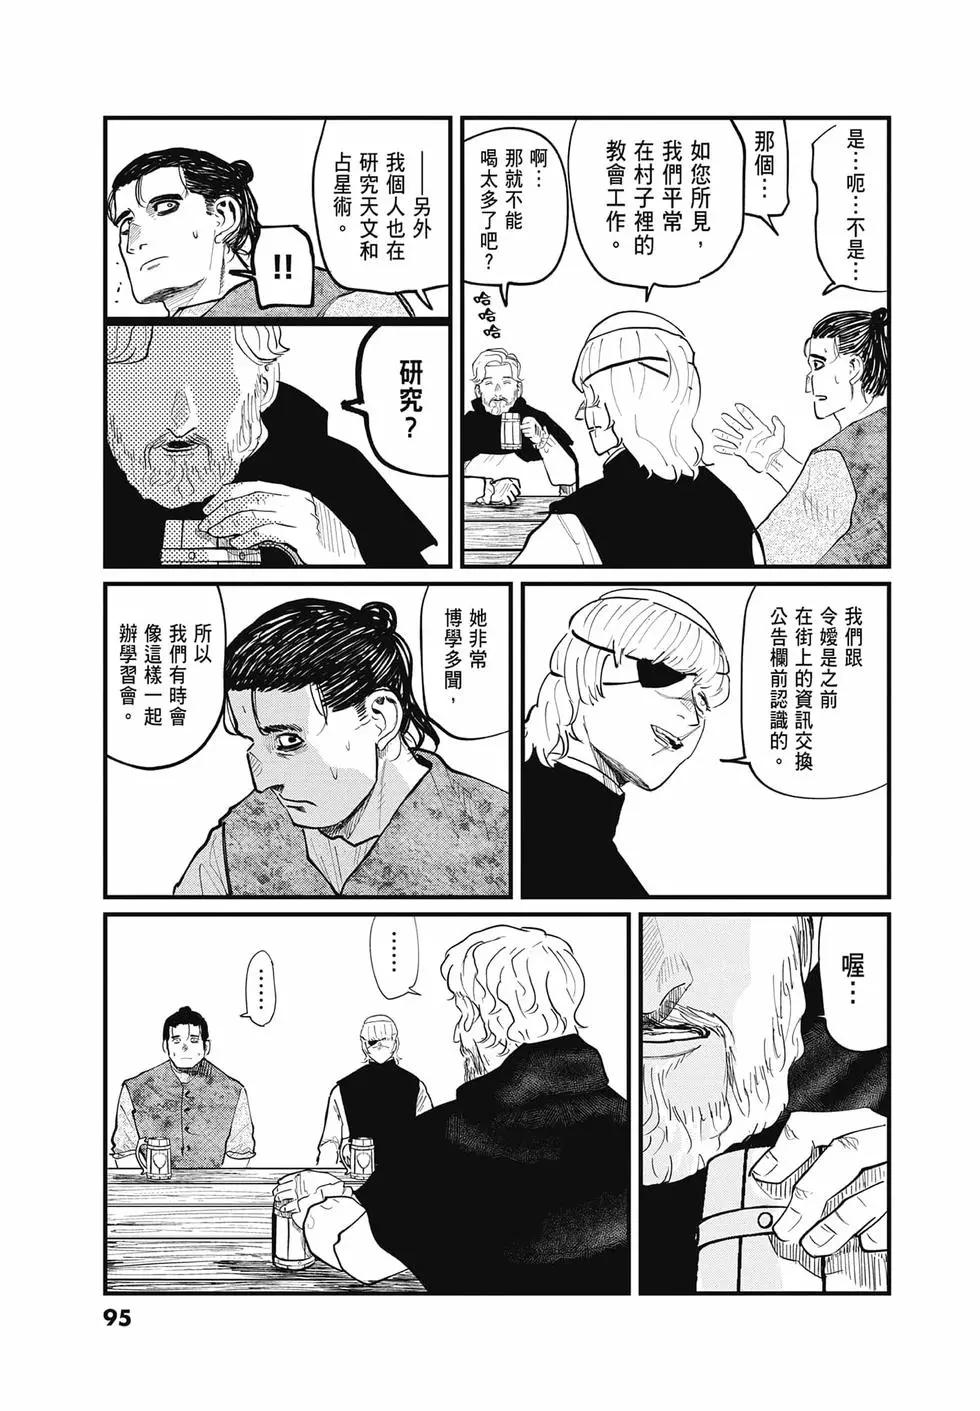 是…呃…不是…
那個…
如您所見，
我們平常
在村子裡的
教會工作。
啊…
那就不能
喝太多了吧？
哈哈哈
——另外
我個人也在
研究天文和
占星術。
!!
研究？
我們跟
令嬡是之前
在街上的資訊交換
公告欄前認識的。
她非常
博學多聞，
所以
我們有時會
像這樣一起
辦學習會。
喔…
……
……
95